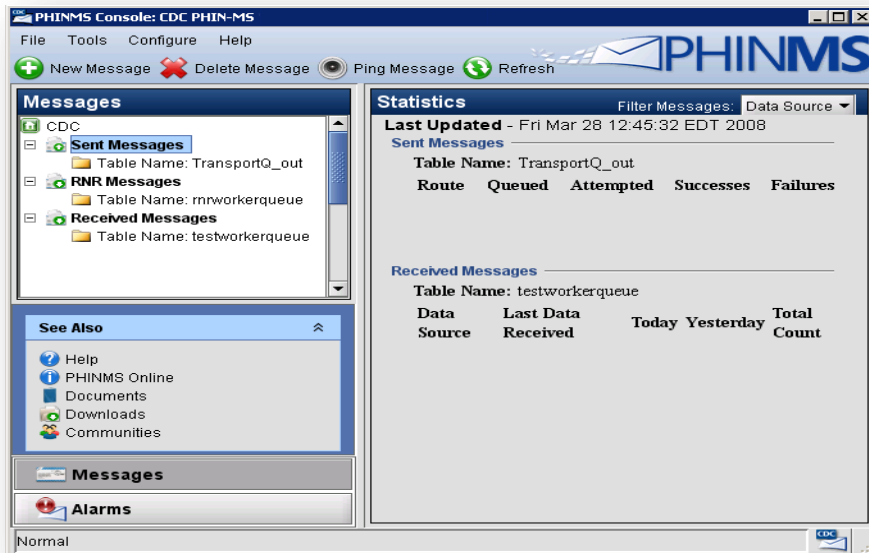 PHINMS Console: CDC PHIN-MS
File Tools Configure Help
New Message Delete Message Ping Message Refresh
PHINMS
Messages
CDC
Sent Messages
Table Name: TransportQ_out
RNR Messages
Table Name: rnrworkerqueue
Received Messages
Table Name: testworkerqueue
See Also
Help
PHINMS Online
Documents
Downloads
Communities
Messages
Alarms
Statistics
Filter Messages: Data Source
Last Updated - Fri Mar 28 12:45:32 EDT 2008
Sent Messages
Table Name: TransportQ_out
Route Queued Attempted Successes Failures
Received Messages
Table Name: testworkerqueue
Data Source Last Data Received Today Yesterday Total Count
Normal
CDC